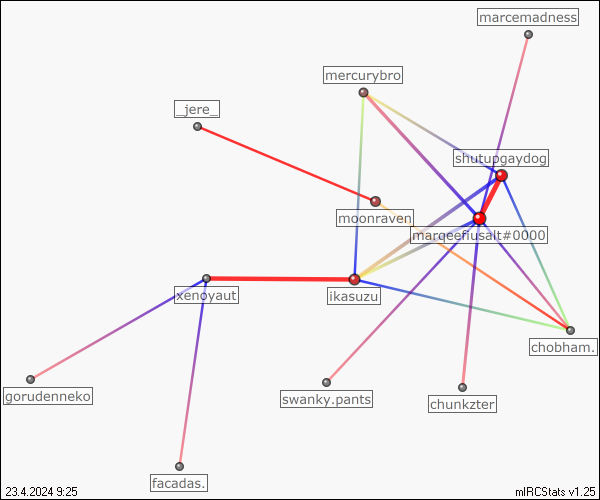 marcemadness
mercurybro
_jere_
shutupgaydog
moonraven
marqeefiusalt#0000
xenoyaut
ikasuzu
chobham.
gorudenneko
swanky.pants
chunkzter
facadas.
23.4.2024 9:25
mIRCStats v1.25